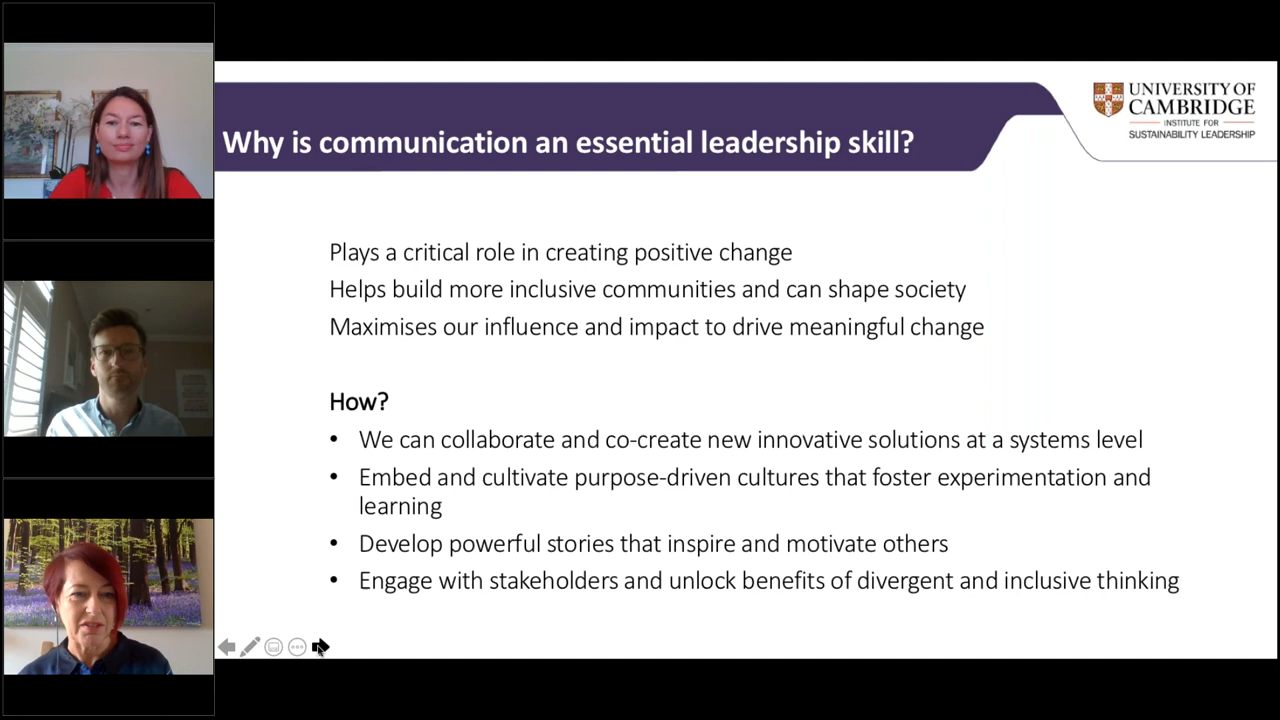 UNIVERSITY OF
CAMBRIDGE
INSTITUTE FOR
SUSTAINABILITY LEADERSHIP
Why is communication an essential leadership skill?
Plays a critical role in creating positive change
Helps build more inclusive communities and can shape society
Maximises our influence and impact to drive meaningful change
How?
• We can collaborate and co-create new innovative solutions at a systems level
• Embed and cultivate purpose-driven cultures that foster experimentation and
learning
• Develop powerful stories that inspire and motivate others
• Engage with stakeholders and unlock benefits of divergent and inclusive thinking